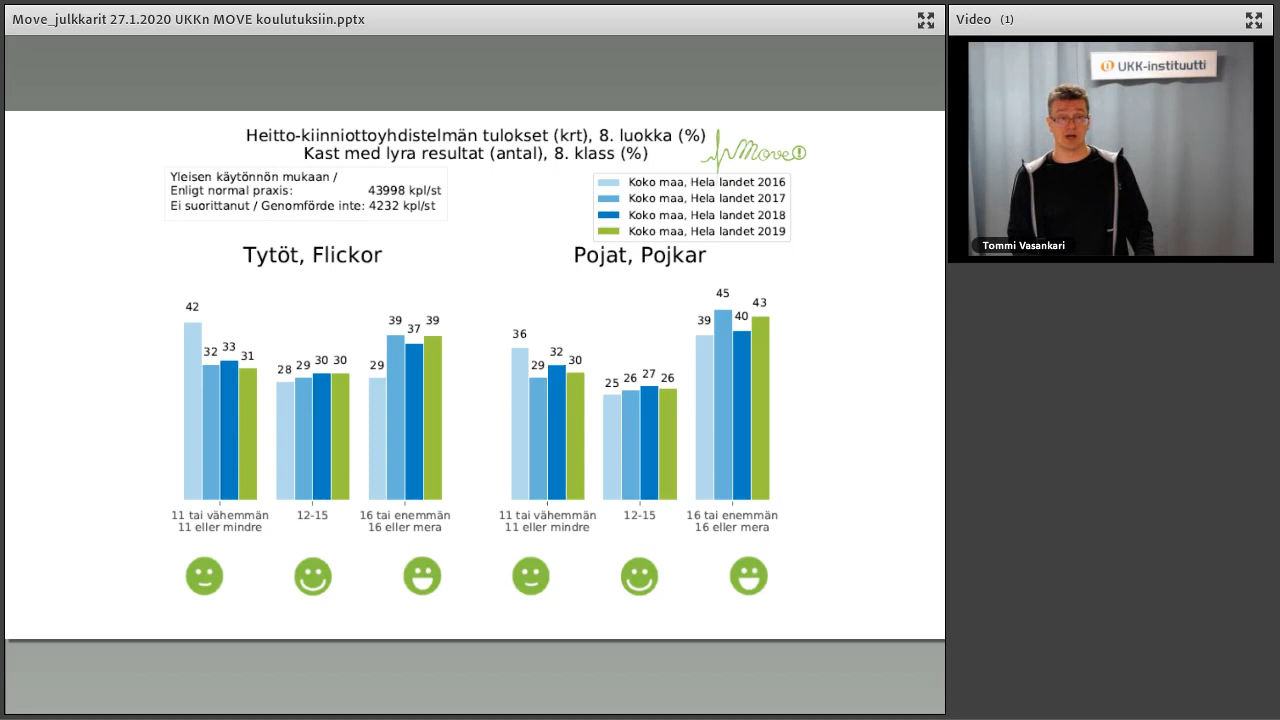 Move_julkkarit 27.1.2020 UKKn MOVE koulutuksiin.pptx
Video (1)
UKK-instituutti
Tommi Vasankari
Heitto-kiinniottoyhdistelmän tulokset (krt), 8. luokka (%)
Kast med lyra resultat (antal), 8. klass (%)
Move!
Yleisen käytönnön mukaan /
Enligt normal praxis: 43998 kpl/st
Ei suorittanut / Genomförde inte: 4232 kpl/st
Koko maa, Hela landet 2016
Koko maa, Hela landet 2017
Koko maa, Hela landet 2018
Koko maa, Hela landet 2019
Tytöt, Flickor
42 32 33 31
28 29 30 30
29 39 37 39
11 tai vähemmän
11 eller mindre
12-15
16 tai enemmän
16 eller mera
Pojat, Pojkar
36 29 32 30
25 26 27 26
39 45 40 43
11 tai vähemmän
11 eller mindre
12-15
16 tai enemmän
16 eller mera